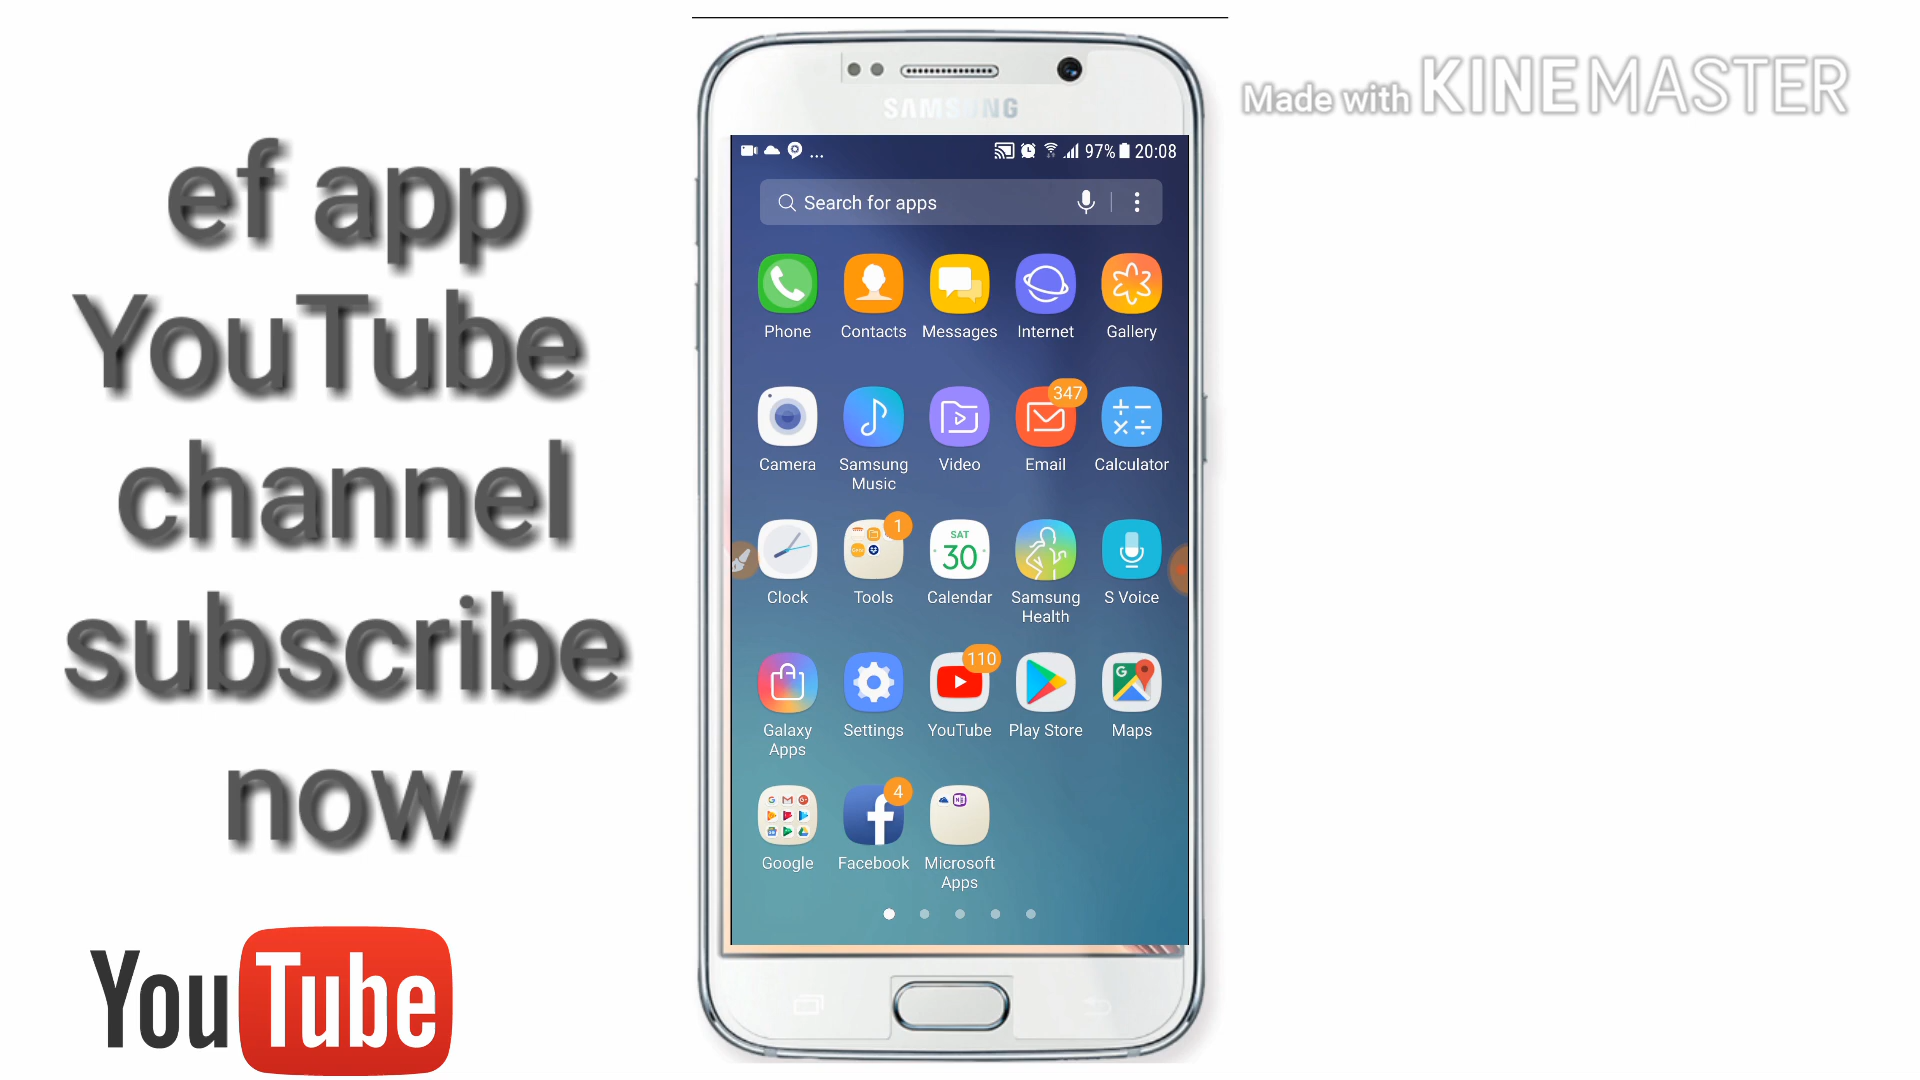 Made with KINEMASTER
ef app
YouTube
channel
subscribe
now
YouTube
SAMSUNG
... 97% 20:08
Search for apps
Phone Contacts Messages Internet Gallery
347
Camera Samsung Music Video Email Calculator
1
SAT
30
Clock Tools Calendar Samsung Health S Voice
110
G
Galaxy Apps Settings YouTube Play Store Maps
4
Google Facebook Microsoft Apps